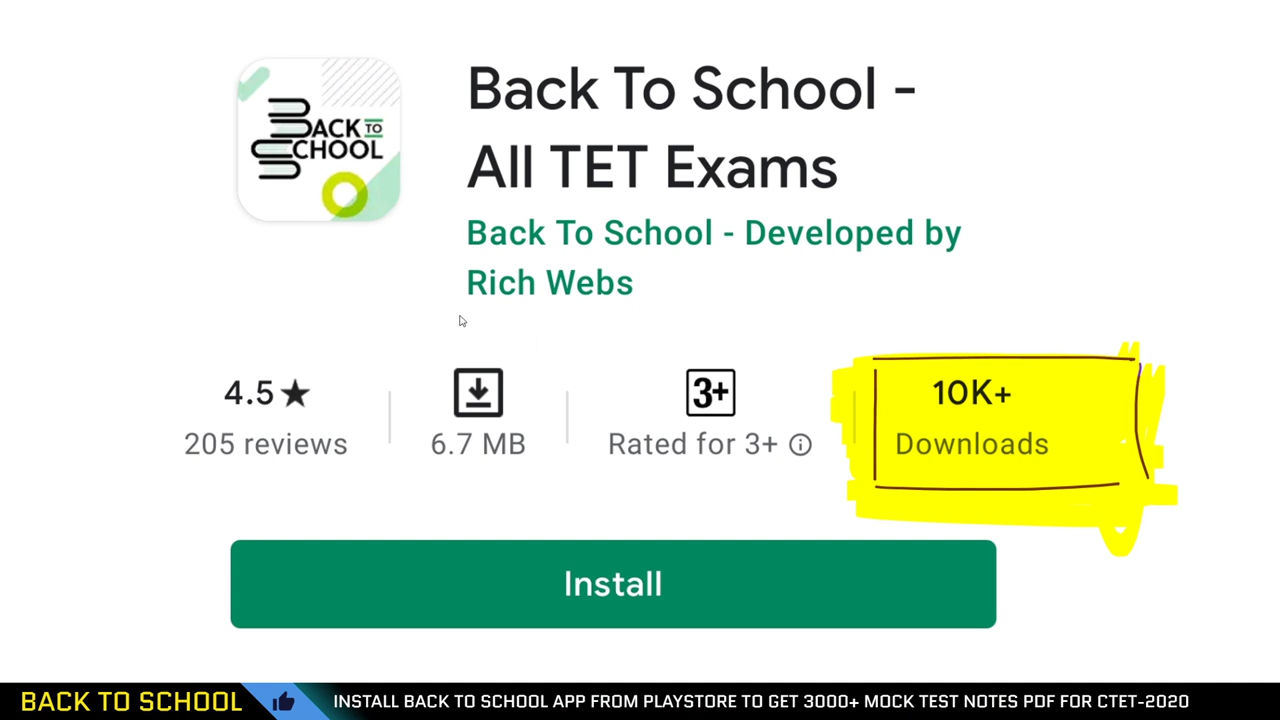 BACK TO
SCHOOL
Back To School -
All TET Exams
Back To School - Developed by
Rich Webs
4.5★ 3+ 10K+
205 reviews 6.7 MB Rated for 3+ Downloads
Install
BACK TO SCHOOL INSTALL BACK TO SCHOOL APP FROM PLAYSTORE TO GET 3000+ MOCK TEST NOTES PDF FOR CTET-2020